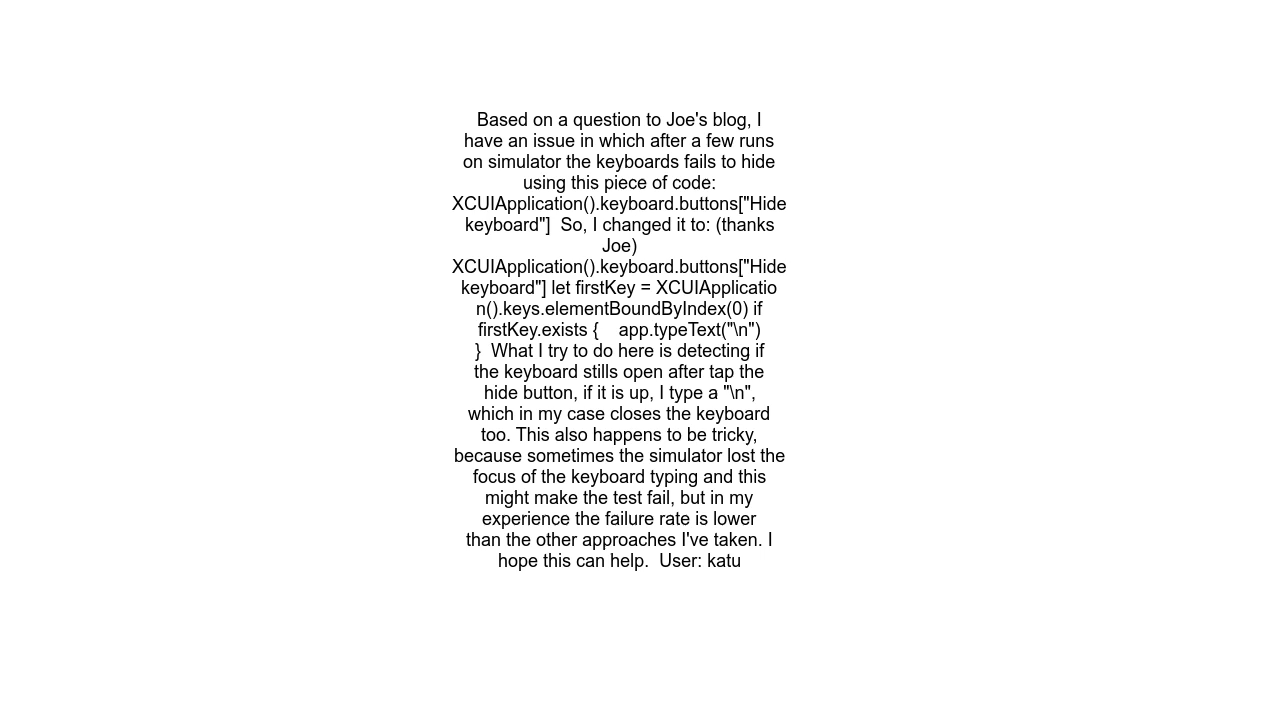 Based on a question to Joe's blog, I
have an issue in which after a few runs
on simulator the keyboards fails to hide
using this piece of code:
XCUIApplication().keyboard.buttons["Hide
keyboard"]  So, I changed it to: (thanks
Joe)
XCUIApplication().keyboard.buttons["Hide
keyboard"] let firstKey = XCUIApplicatio
n().keys.elementBoundByIndex(0) if
firstKey.exists {    app.typeText("\n")
}  What I try to do here is detecting if
the keyboard stills open after tap the
hide button, if it is up, I type a "\n",
which in my case closes the keyboard
too. This also happens to be tricky,
because sometimes the simulator lost the
focus of the keyboard typing and this
might make the test fail, but in my
experience the failure rate is lower
than the other approaches I've taken. I
hope this can help.  User: katu